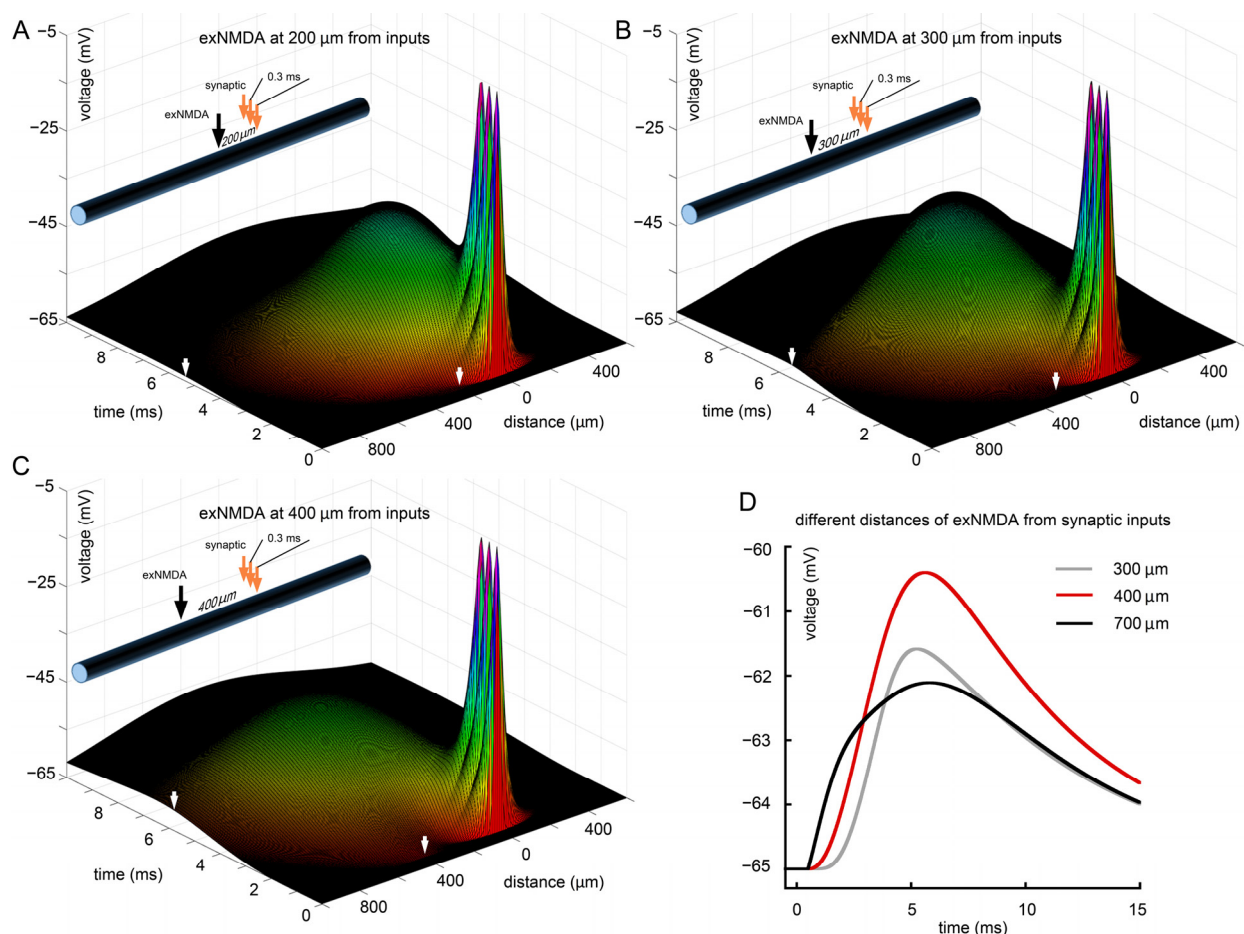 A
exNMDA at 200 µm from inputs
voltage (mV)
−5
−25
−45
−65
synaptic
0.3 ms
exNMDA
200 µm
8
6
4
2
0
time (ms)
800
400
0
400
distance (µm)
B
exNMDA at 300 µm from inputs
voltage (mV)
−5
−25
−45
−65
synaptic
0.3 ms
exNMDA
300 µm
8
6
4
2
0
time (ms)
800
400
0
400
distance (µm)
C
exNMDA at 400 µm from inputs
voltage (mV)
−5
−25
−45
−65
synaptic
0.3 ms
exNMDA
400 µm
8
6
4
2
0
time (ms)
800
400
0
400
distance (µm)
D
different distances of exNMDA from synaptic inputs
voltage (mV)
−60
−61
−62
−63
−64
−65
300 µm
400 µm
700 µm
0
5
10
15
time (ms)